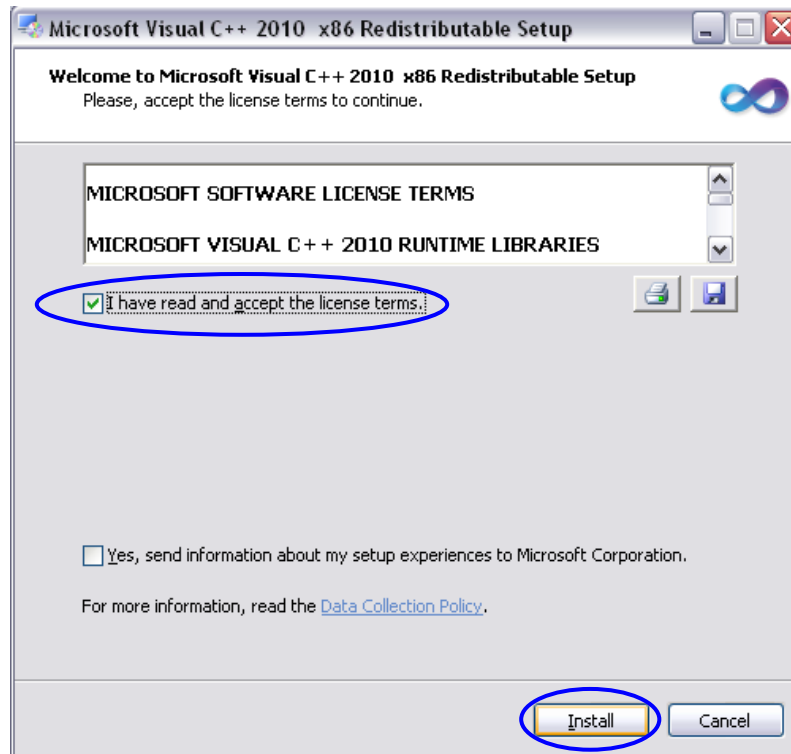 Microsoft Visual C++ 2010  x86 Redistributable Setup
Welcome to Microsoft Visual C++ 2010  x86 Redistributable Setup
Please, accept the license terms to continue.
MICROSOFT SOFTWARE LICENSE TERMS
MICROSOFT VISUAL C++ 2010 RUNTIME LIBRARIES
I have read and accept the license terms.
Yes, send information about my setup experiences to Microsoft Corporation.
For more information, read the Data Collection Policy.
Install Cancel